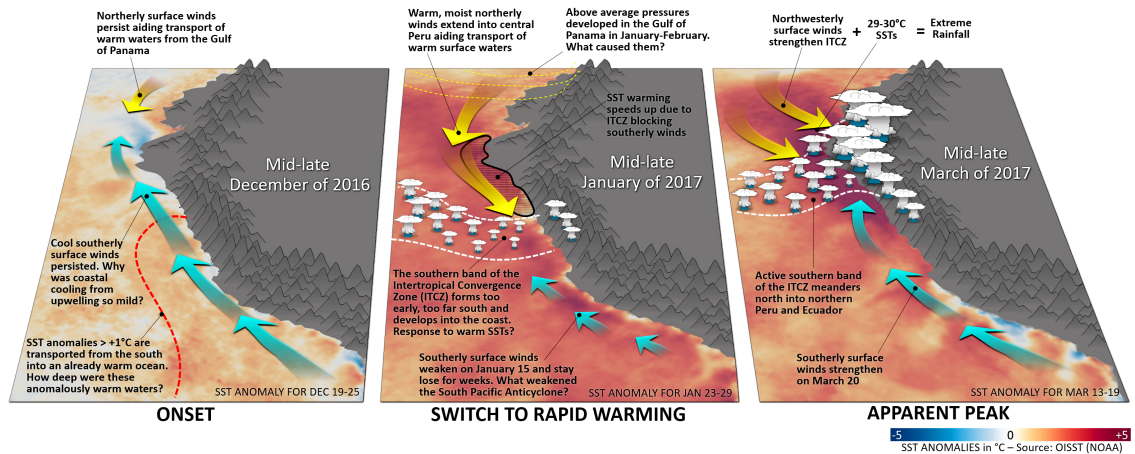 Northerly surface winds
persist aiding transport of
warm waters from the Gulf
of Panama
Mid-late
December of 2016
Cool southerly
surface winds
persisted. Why
was coastal
cooling from
upwelling so mild?
SST anomalies > +1°C are
transported from the south
into an already warm ocean.
How deep were these
anomalously warm waters?
SST ANOMALY FOR DEC 19-25
ONSET
Warm, moist northerly
winds extend into central
Peru aiding transport of
warm surface waters
Above average pressures
developed in the Gulf of
Panama in January-February.
What caused them?
SST warming
speeds up due to
ITCZ blocking
southerly winds
Mid-late
January of 2017
The southern band of the
Intertropical Convergence
Zone (ITCZ) forms too
early, too far south and
develops into the coast.
Response to warm SSTs?
Southerly surface winds
weaken on January 15 and stay
lose for weeks. What weakened
the South Pacific Anticyclone?
SST ANOMALY FOR JAN 23-29
SWITCH TO RAPID WARMING
Northwesterly
surface winds
strengthen ITCZ
+
29-30°C
SSTs
=
Extreme
Rainfall
Mid-late
March of 2017
Active southern band
of the ITCZ meanders
north into northern
Peru and Ecuador
Southerly surface
winds strengthen
on March 20
SST ANOMALY FOR MAR 13-19
APPARENT PEAK
-5 0 +5
SST ANOMALIES in °C – Source: OISST (NOAA)